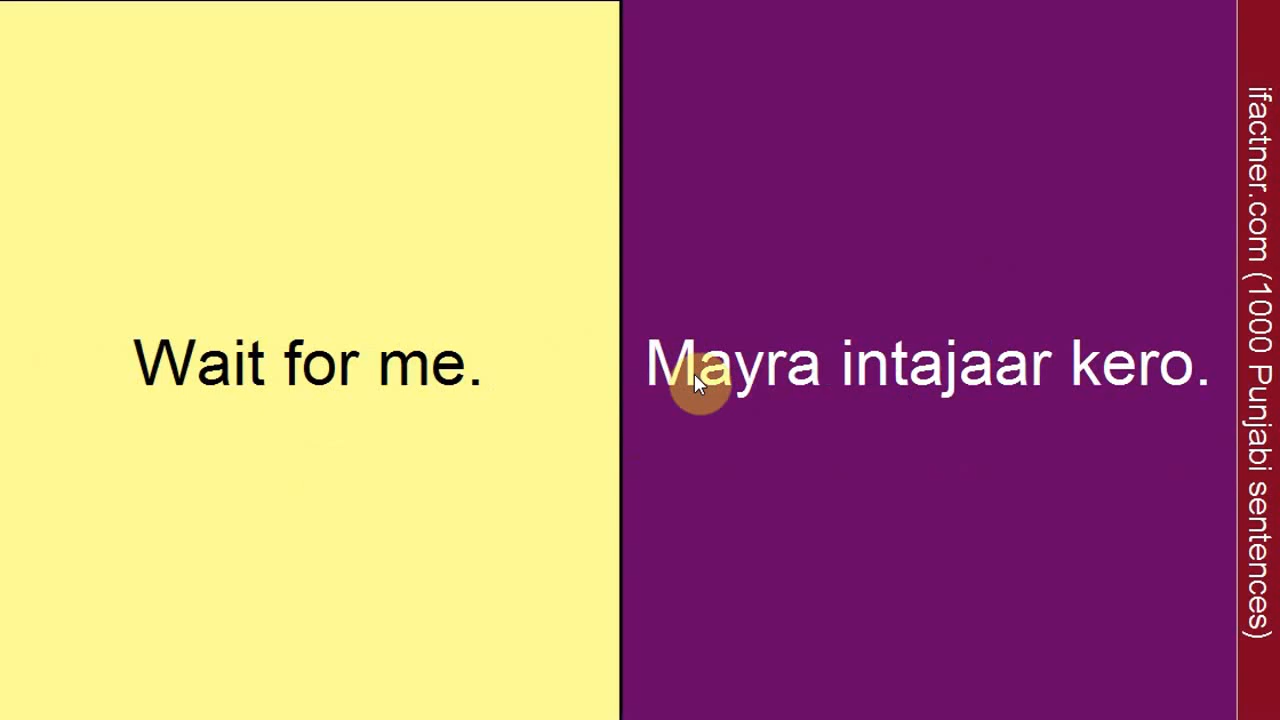 Wait for me.
Mayra intajaar kero.
ifactner.com (1000 Punjabi sentences)